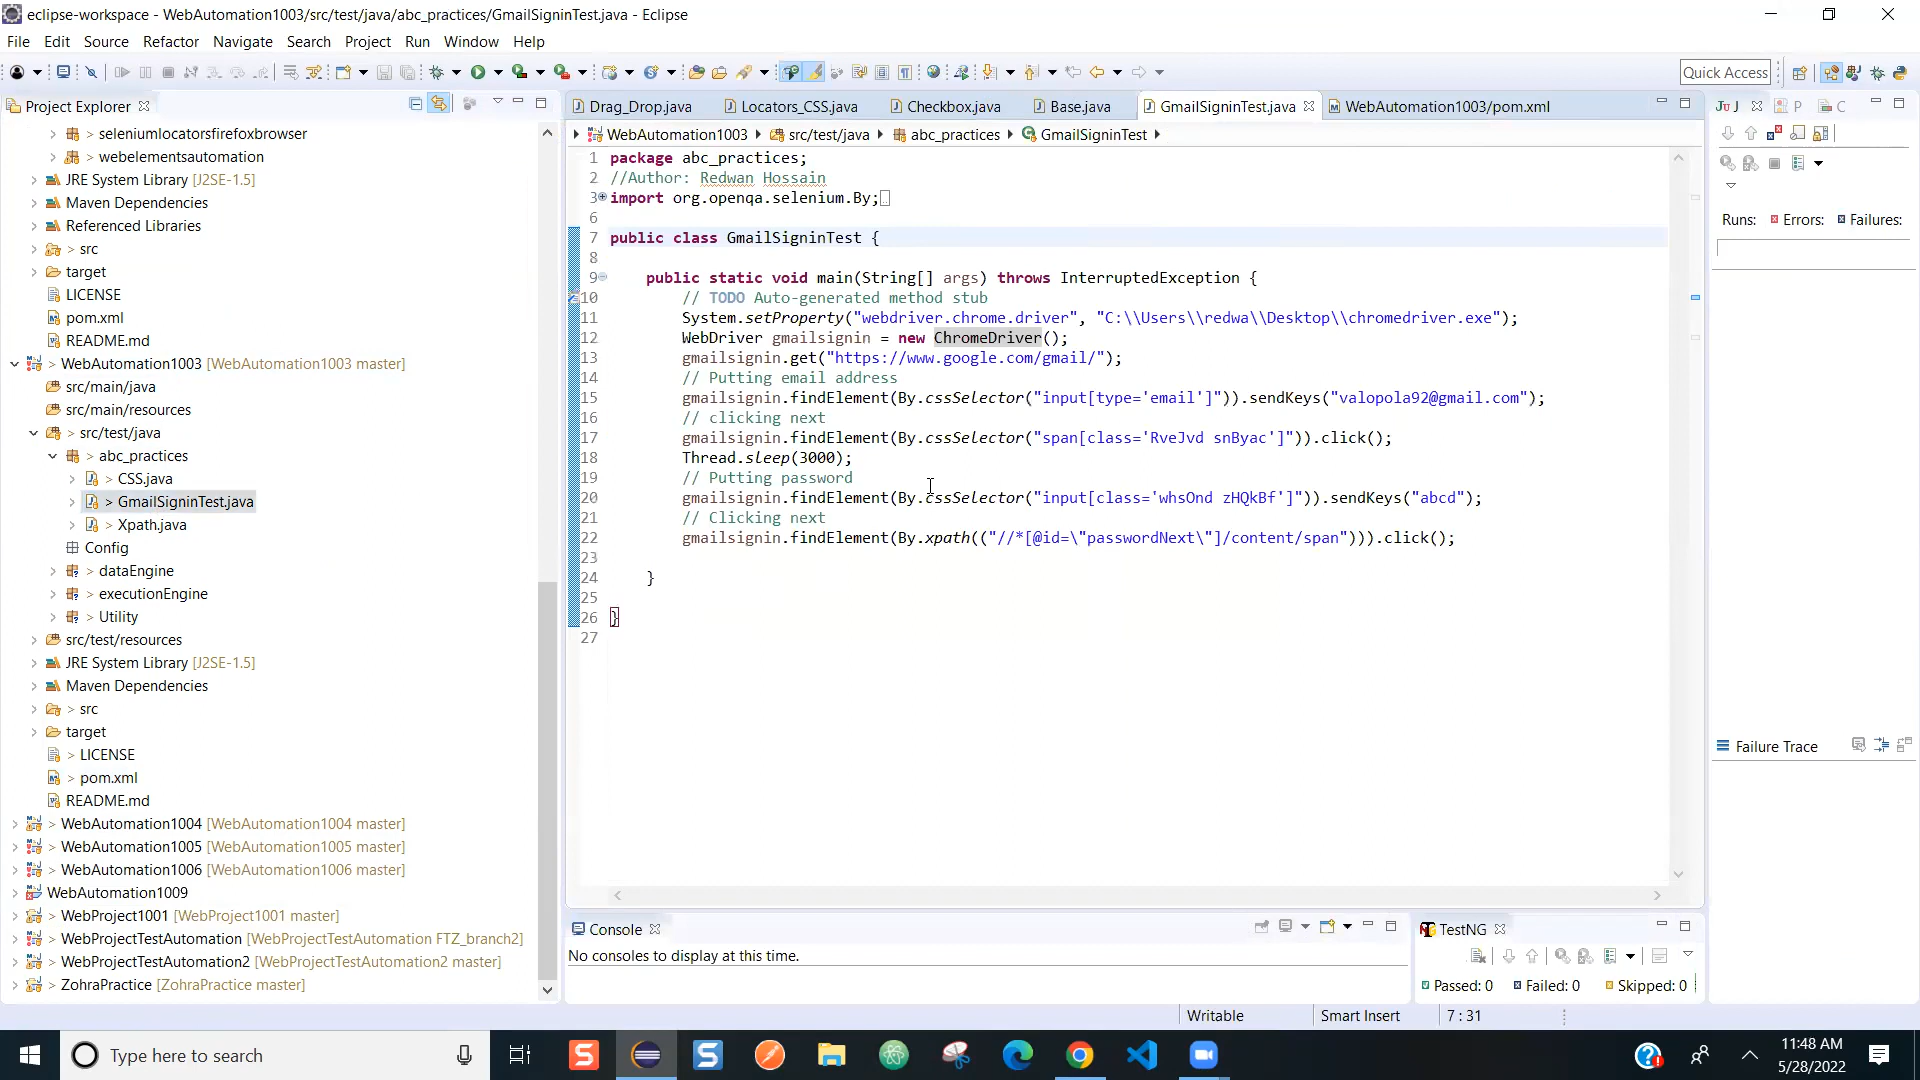 eclipse-workspace - WebAutomation1003/src/test/java/abc_practices/GmailSigninTest.java - Eclipse
File Edit Source Refactor Navigate Search Project Run Window Help
Quick Access
Project Explorer
> seleniumlocatorsfirefoxbrowser
> webelementsautomation
JRE System Library [J2SE-1.5]
Maven Dependencies
Referenced Libraries
> src
target
LICENSE
pom.xml
README.md
> WebAutomation1003 [WebAutomation1003 master]
src/main/java
src/main/resources
> src/test/java
> abc_practices
> CSS.java
> GmailSigninTest.java
> Xpath.java
Config
> dataEngine
> executionEngine
> Utility
src/test/resources
JRE System Library [J2SE-1.5]
Maven Dependencies
> src
target
> LICENSE
> pom.xml
README.md
> WebAutomation1004 [WebAutomation1004 master]
> WebAutomation1005 [WebAutomation1005 master]
> WebAutomation1006 [WebAutomation1006 master]
WebAutomation1009
> WebProject1001 [WebProject1001 master]
> WebProjectTestAutomation [WebProjectTestAutomation FTZ_branch2]
> WebProjectTestAutomation2 [WebProjectTestAutomation2 master]
> ZohraPractice [ZohraPractice master]
Drag_Drop.java Locators_CSS.java Checkbox.java Base.java GmailSigninTest.java WebAutomation1003/pom.xml
WebAutomation1003 src/test/java abc_practices GmailSigninTest
1 package abc_practices;
2 //Author: Redwan Hossain
3 import org.openqa.selenium.By;
6
7 public class GmailSigninTest {
8
9 public static void main(String[] args) throws InterruptedException {
10 // TODO Auto-generated method stub
11 System.setProperty("webdriver.chrome.driver", "C:\\Users\\redwa\\Desktop\\chromedriver.exe");
12 WebDriver gmailsignin = new ChromeDriver();
13 gmailsignin.get("https://www.google.com/gmail/");
14 // Putting email address
15 gmailsignin.findElement(By.cssSelector("input[type='email']")).sendKeys("valopola92@gmail.com");
16 // clicking next
17 gmailsignin.findElement(By.cssSelector("span[class='RveJvd snByac']")).click();
18 Thread.sleep(3000);
19 // Putting password
20 gmailsignin.findElement(By.cssSelector("input[class='whsOnd zHQkBf']")).sendKeys("abcd");
21 // Clicking next
22 gmailsignin.findElement(By.xpath(("//*[@id=\"passwordNext\"]/content/span"))).click();
23
24 }
25
26 }
27
Ju J P C
Runs: Errors: Failures:
Failure Trace
Console
No consoles to display at this time.
TestNG
Passed: 0 Failed: 0 Skipped: 0
Writable Smart Insert 7 : 31
Type here to search
11:48 AM
5/28/2022